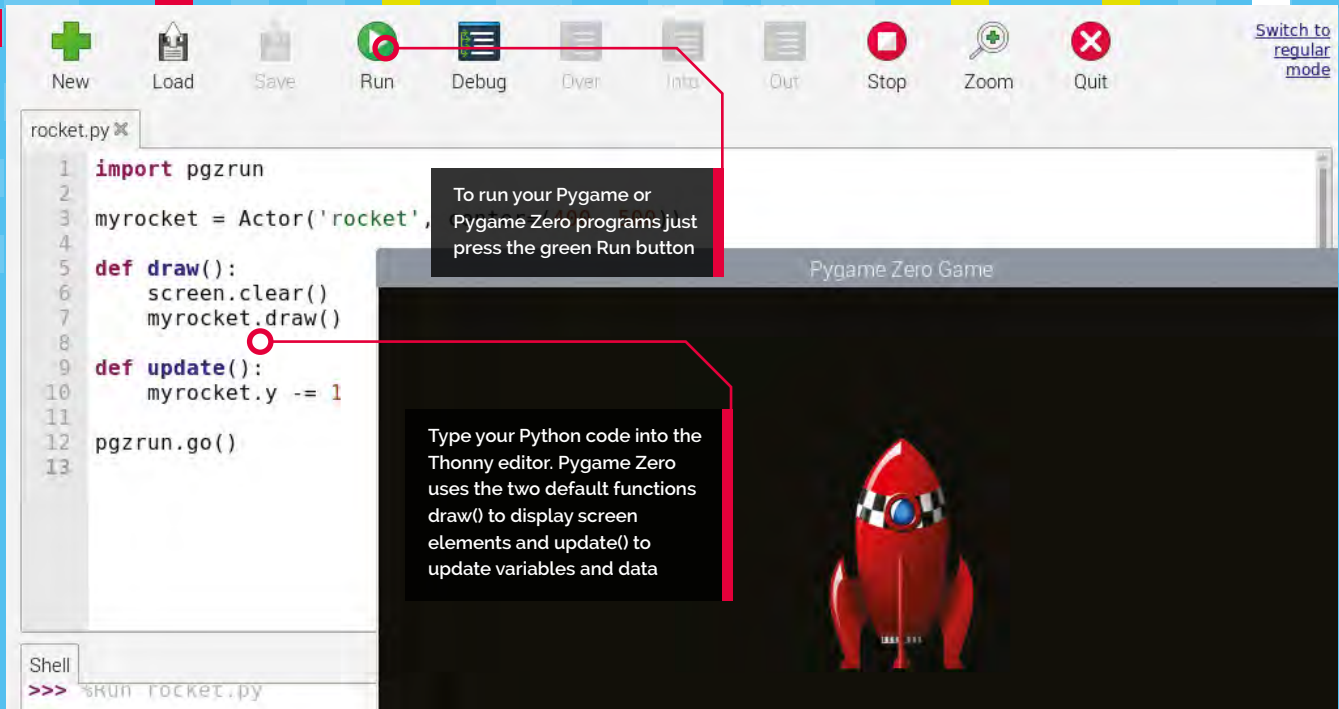 New Load Save Run Debug Over Into Out Stop Zoom Quit
Switch to
regular
mode
rocket.py
1 import pgzrun
2
3 myrocket = Actor('rocket',
4
5 def draw():
6 screen.clear()
7 myrocket.draw()
8
9 def update():
10 myrocket.y -= 1
11
12 pgzrun.go()
13
To run your Pygame or
Pygame Zero programs just
press the green Run button
Pygame Zero Game
Type your Python code into the
Thonny editor. Pygame Zero
uses the two default functions
draw() to display screen
elements and update() to
update variables and data
Shell
>>> %Run rocket.py